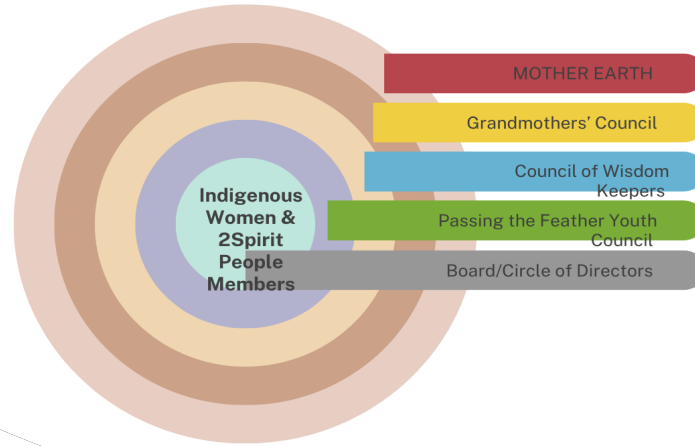 MOTHER EARTH
Grandmothers’ Council
Council of Wisdom
Keepers
Passing the Feather Youth
Council
Board/Circle of Directors
Indigenous
Women &
2Spirit
People
Members